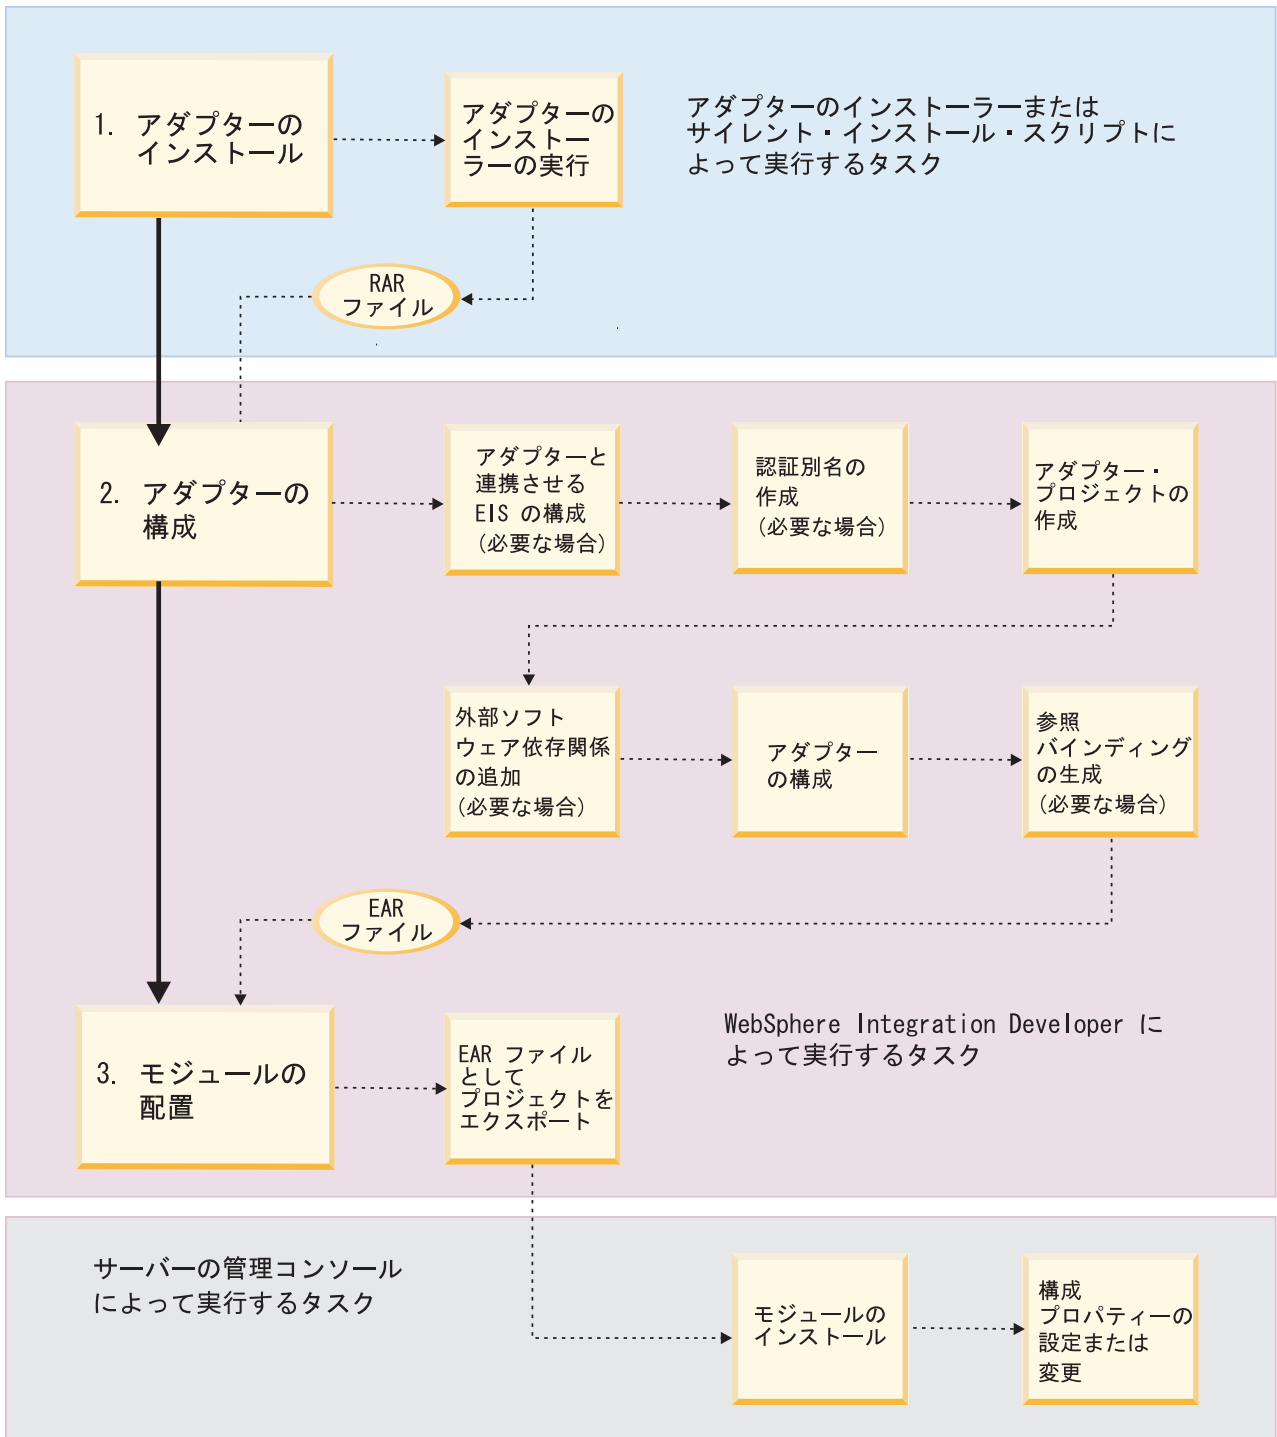 1. アダプターの
インストール
アダプターの
インストー
ラーの実行
アダプターのインストーラーまたは
サイレント・インストール・スクリプトに
よって実行するタスク
RAR
ファイル
2. アダプターの
構成
アダプターと
連携させる
EIS の構成
(必要な場合)
認証別名の
作成
(必要な場合)
アダプター・
プロジェクトの
作成
外部ソフト
ウェア依存関係
の追加
(必要な場合)
アダプター
の構成
参照
バインディング
の生成
(必要な場合)
EAR
ファイル
3. モジュールの
配置
EAR ファイル
として
プロジェクトを
エクスポート
WebSphere Integration Developer に
よって実行するタスク
サーバーの管理コンソール
によって実行するタスク
モジュールの
インストール
構成
プロパティーの
設定または
変更